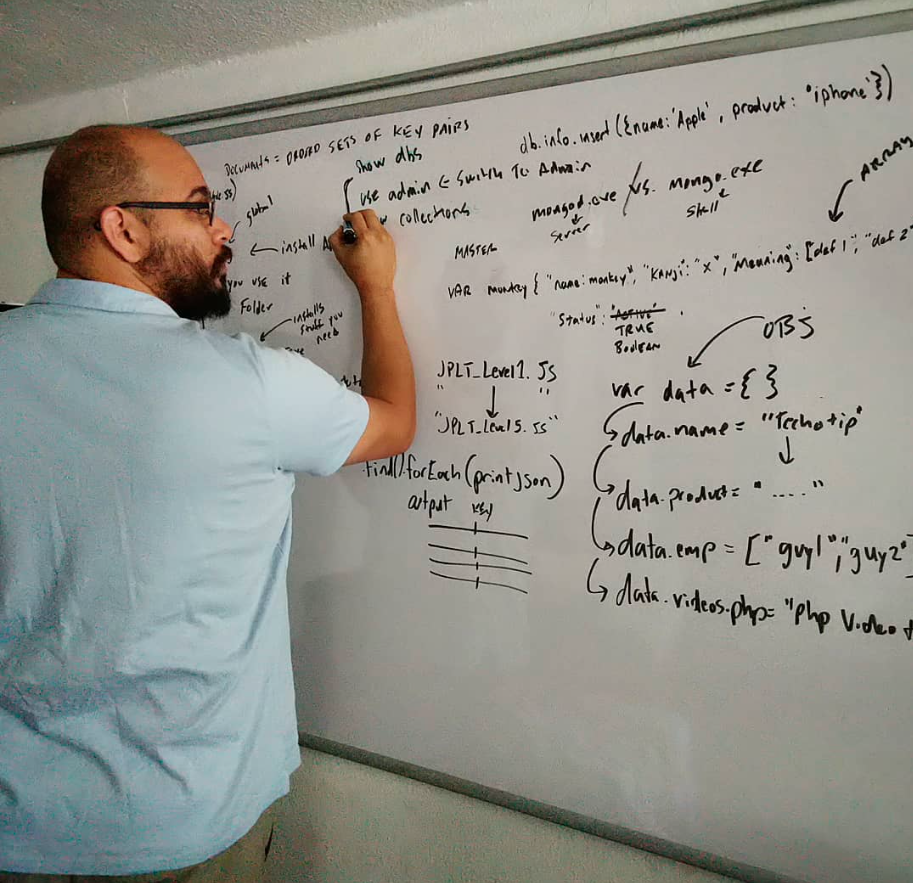 DOCUMENTS = ORDRD SETS OF KEY PAIRS
db.info.insert({name:'Apple', product: 'iphone'})
show dbs
use admin ← Switch To Admin
collections
global
← install
you use it
Folder
installs stuff you need
mongod.exe vs. mongo.exe
Server
Shell
ARRAY
MASTER
VAR monkey { "name:monkey", "KANJI": "X", "Meaning": ["def 1", "def 2"
"Status": "ACTIVE"
TRUE
BOOLEAN
JPLT_Level1.JS
" "
"JPLT_Level5.JS"
.find().forEach(printjson)
output key
OBJ
var data = { }
data.name = "Techotip"
data.product = "....."
data.emp = ["guy1","guy2"]
data.videos.php= "Php Video